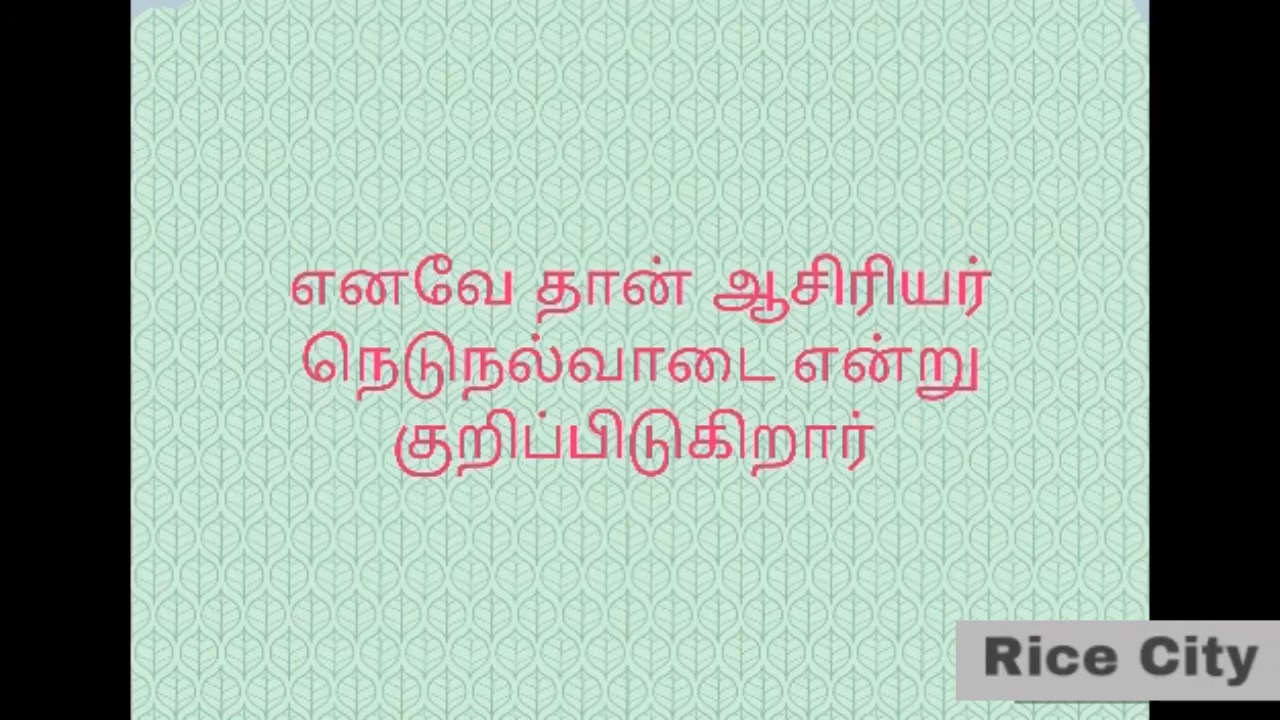 எனவே தான் ஆசிரியர்
நெடுநல்வாடை என்று
குறிப்பிடுகிறார்
Rice City